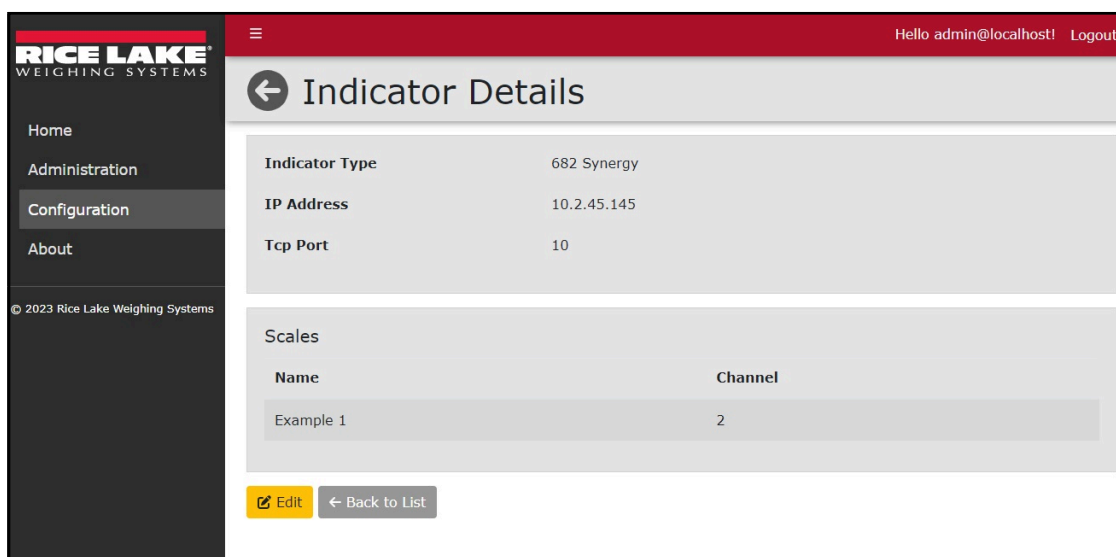 RICE LAKE®
WEIGHING SYSTEMS
Home
Administration
Configuration
About
© 2023 Rice Lake Weighing Systems
Hello admin@localhost! Logout
Indicator Details
Indicator Type 682 Synergy
IP Address 10.2.45.145
Tcp Port 10
Scales
Name Channel
Example 1 2
Edit ← Back to List